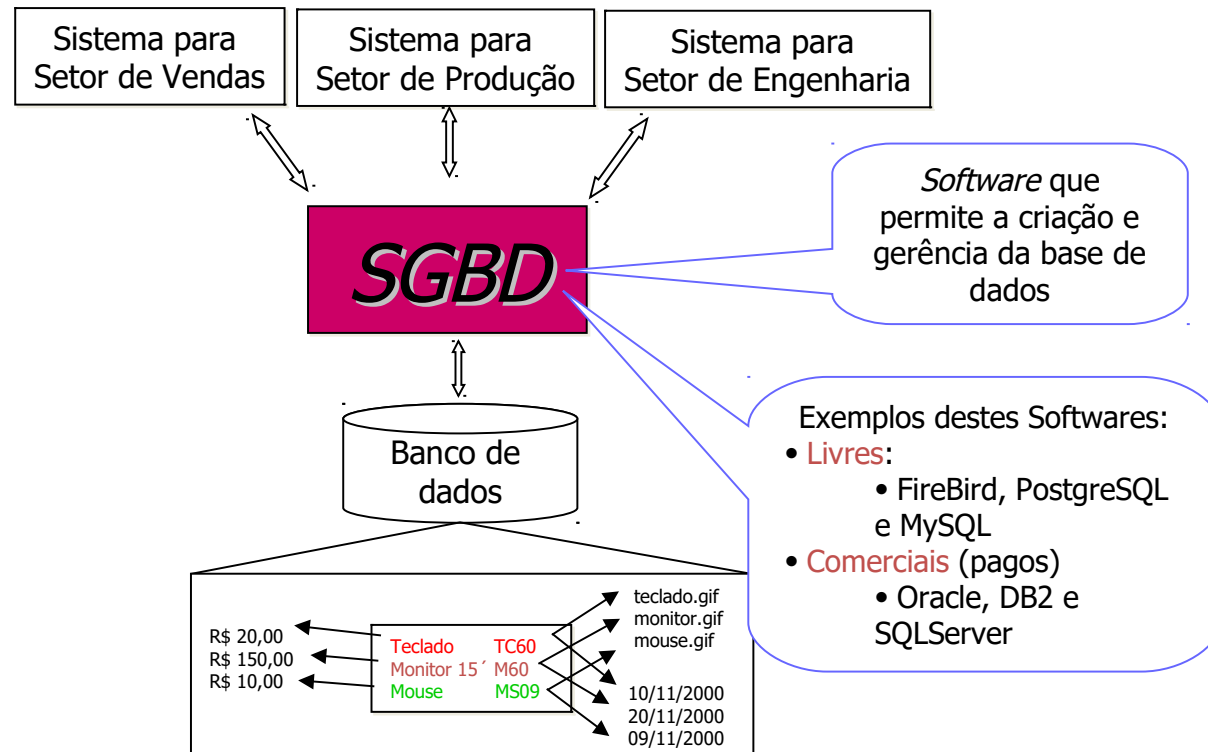 Sistema para
Setor de Vendas
Sistema para
Setor de Produção
Sistema para
Setor de Engenharia
SGBD
Software que
permite a criação e
gerência da base de
dados
Banco de
dados
Exemplos destes Softwares:
• Livres:
• FireBird, PostgreSQL
e MySQL
• Comerciais (pagos)
• Oracle, DB2 e
SQLServer
R$ 20,00
R$ 150,00
R$ 10,00
Teclado TC60
Monitor 15´ M60
Mouse MS09
teclado.gif
monitor.gif
mouse.gif
10/11/2000
20/11/2000
09/11/2000